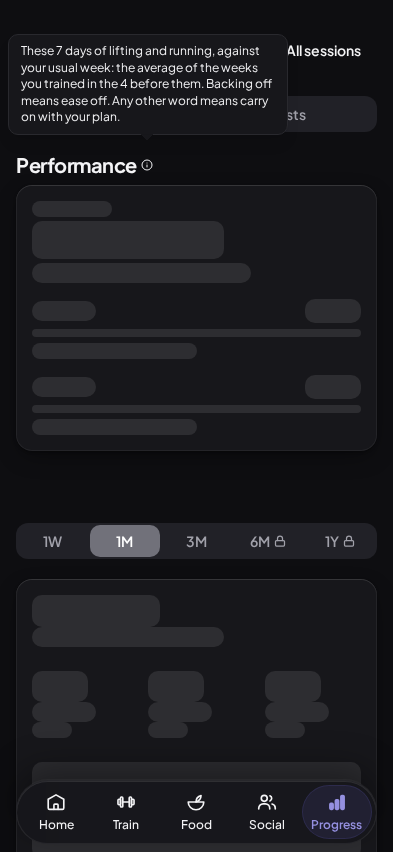 These 7 days of lifting and running, against
your usual week: the average of the weeks
you trained in the 4 before them. Backing off
means ease off. Any other word means carry
on with your plan.
All sessions
Performance
1W
1M
3M
6M
1Y
Home
Train
Food
Social
Progress